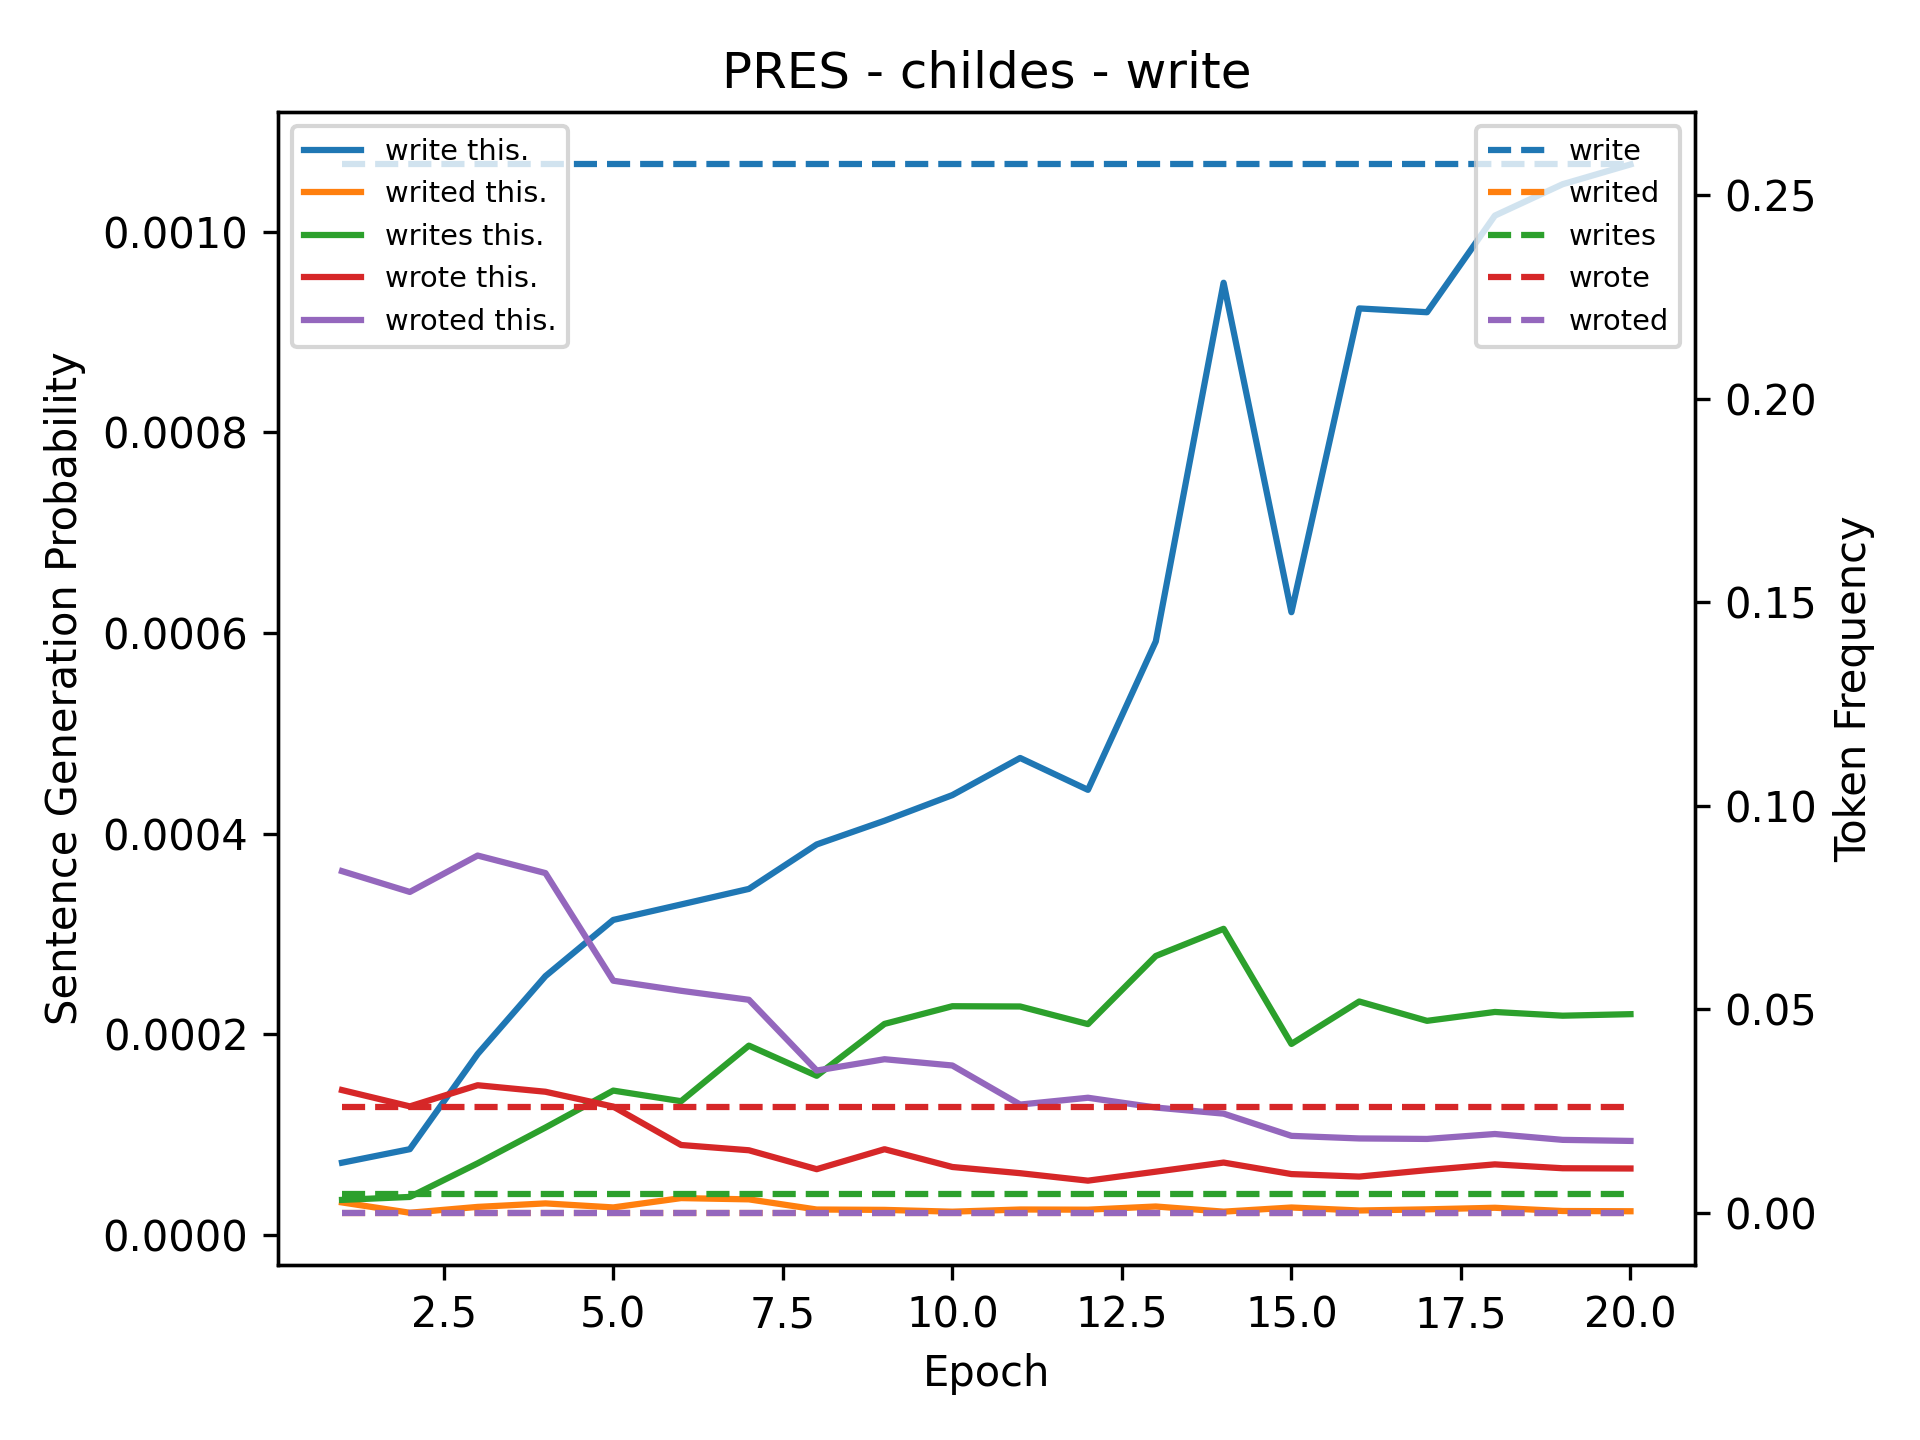 PRES - childes - write
write this.
writed this.
writes this.
wrote this.
wroted this.
write
writed
writes
wrote
wroted
Sentence Generation Probability
0.0010
0.0008
0.0006
0.0004
0.0002
0.0000
0.25
0.20
0.15
0.10
0.05
0.00
Token Frequency
2.5 5.0 7.5 10.0 12.5 15.0 17.5 20.0
Epoch